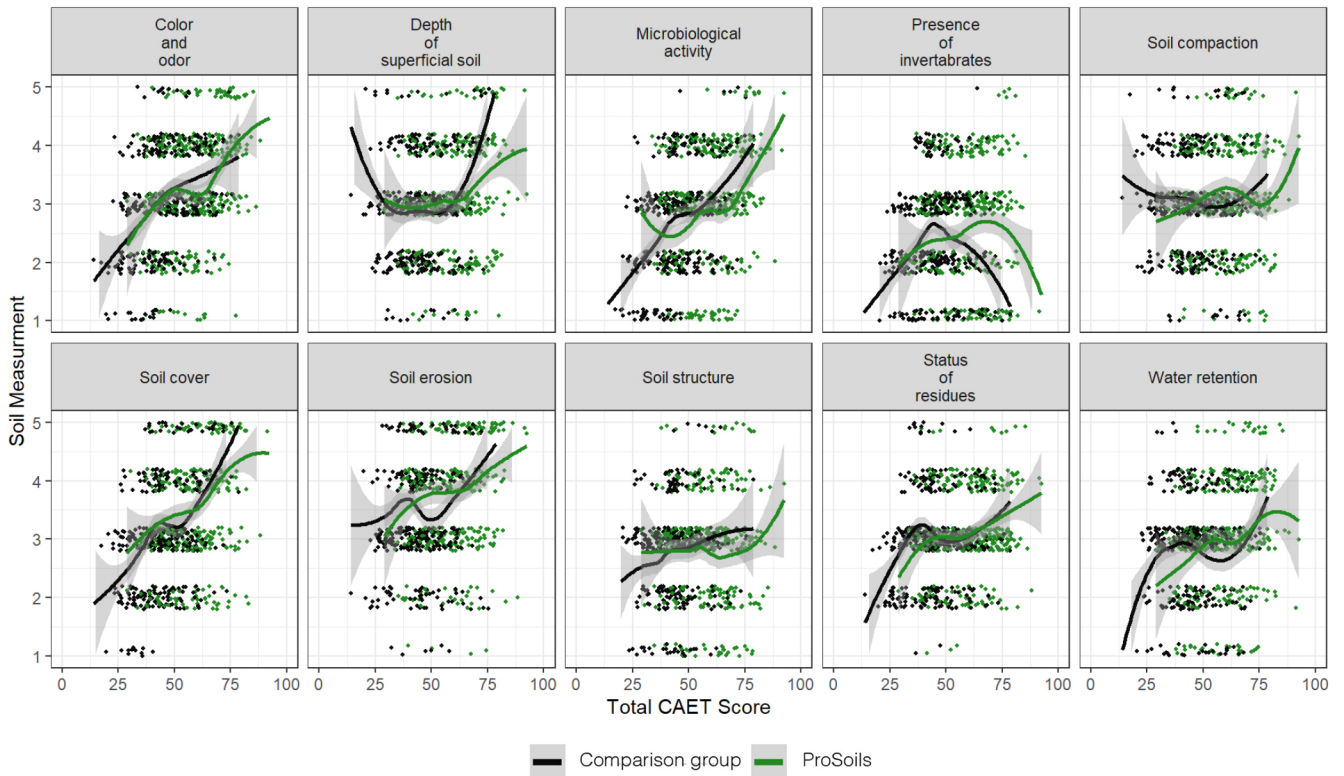 Color
and
odor
Depth
of
superficial soil
Microbiological
activity
Presence
of
invertabrates
Soil compaction
5
4
3
2
1
Soil cover
Soil erosion
Soil structure
Status
of
residues
Water retention
5
4
3
2
1
Soil Measurment
0 25 50 75 100
0 25 50 75 100
0 25 50 75 100
0 25 50 75 100
0 25 50 75 100
Total CAET Score
Comparison group
ProSoils